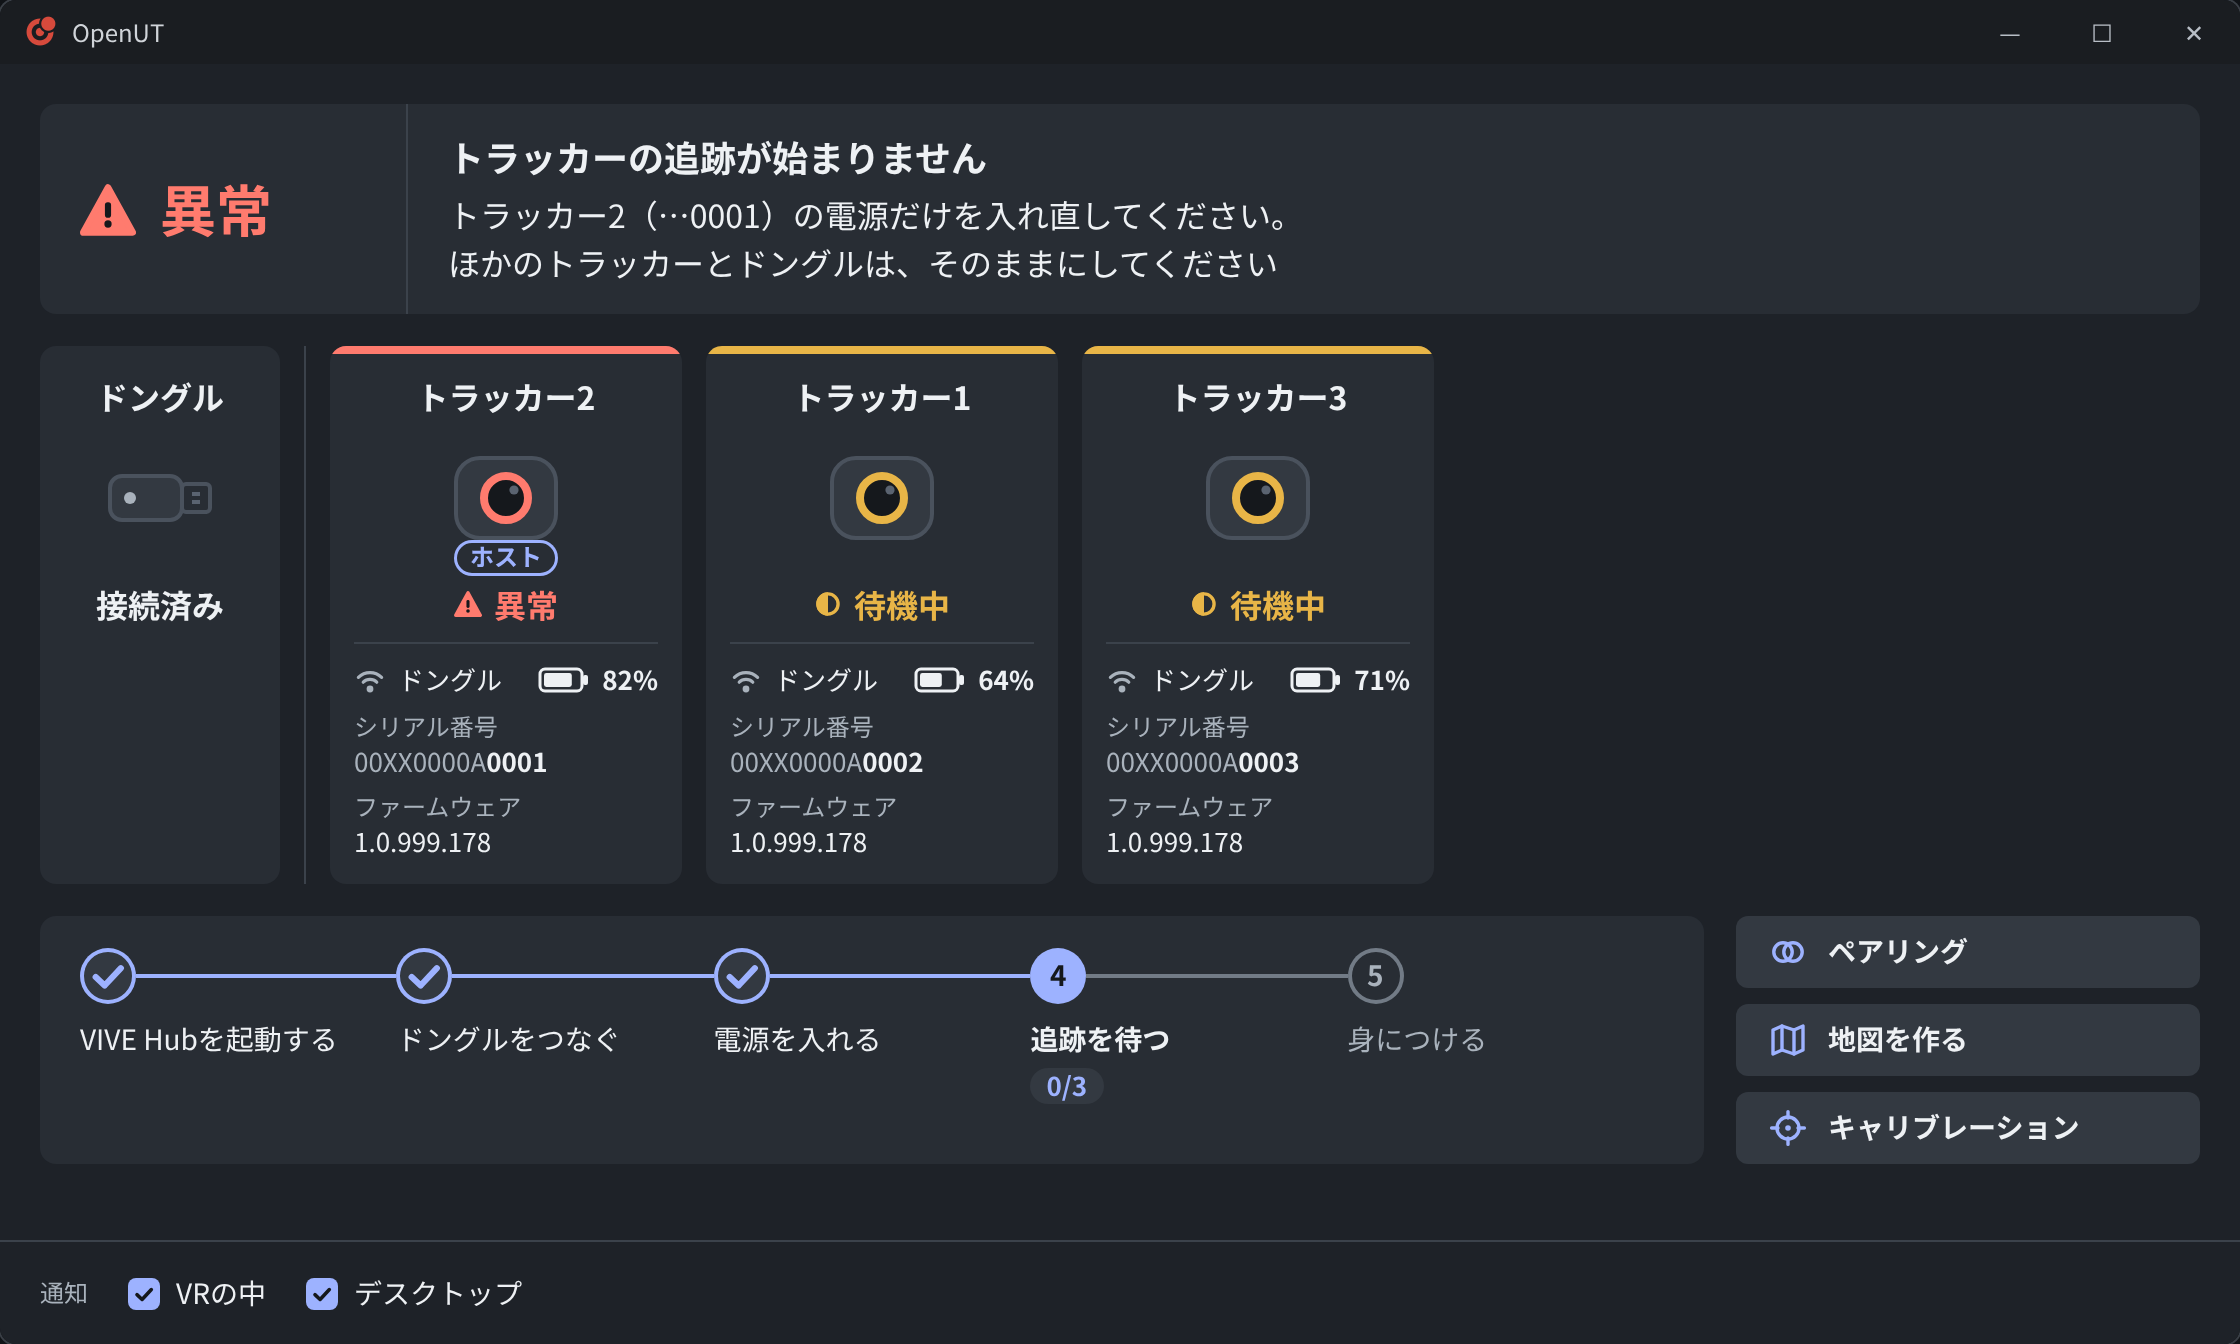 OpenUT
異常
トラッカーの追跡が始まりません
トラッカー2（…0001）の電源だけを入れ直してください。
ほかのトラッカーとドングルは、そのままにしてください
ドングル
接続済み
トラッカー2
ホスト
異常
ドングル 82%
シリアル番号
00XX0000A0001
ファームウェア
1.0.999.178
トラッカー1
待機中
ドングル 64%
シリアル番号
00XX0000A0002
ファームウェア
1.0.999.178
トラッカー3
待機中
ドングル 71%
シリアル番号
00XX0000A0003
ファームウェア
1.0.999.178
VIVE Hubを起動する
ドングルをつなぐ
電源を入れる
4
追跡を待つ
0/3
5
身につける
ペアリング
地図を作る
キャリブレーション
通知 VRの中 デスクトップ